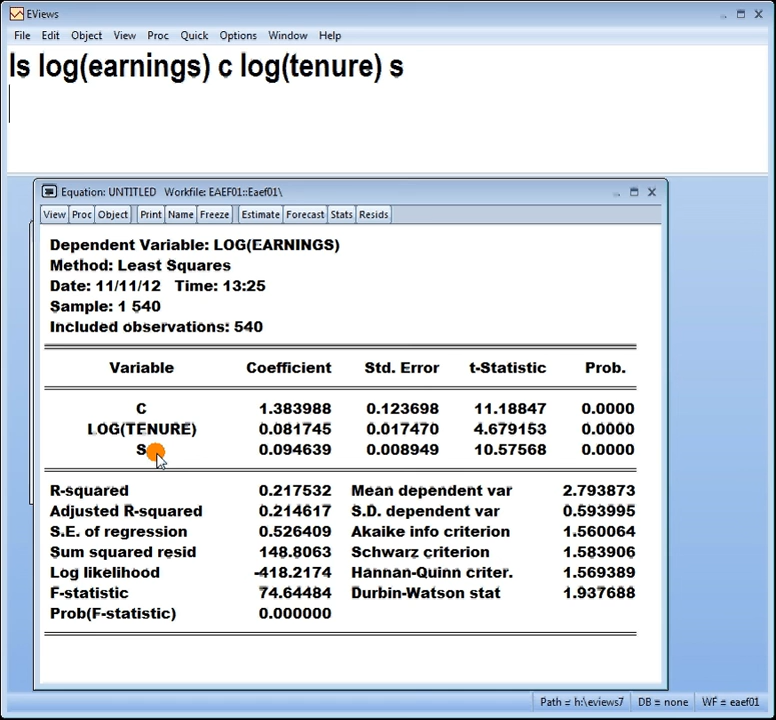 EViews
File Edit Object View Proc Quick Options Window Help
ls log(earnings) c log(tenure) s
Equation: UNTITLED Workfile: EAEF01::Eaef01\
View Proc Object Print Name Freeze Estimate Forecast Stats Resids
Dependent Variable: LOG(EARNINGS)
Method: Least Squares
Date: 11/11/12 Time: 13:25
Sample: 1 540
Included observations: 540
Variable Coefficient Std. Error t-Statistic Prob.
C 1.383988 0.123698 11.18847 0.0000
LOG(TENURE) 0.081745 0.017470 4.679153 0.0000
S 0.094639 0.008949 10.57568 0.0000
R-squared 0.217532 Mean dependent var 2.793873
Adjusted R-squared 0.214617 S.D. dependent var 0.593995
S.E. of regression 0.526409 Akaike info criterion 1.560064
Sum squared resid 148.8063 Schwarz criterion 1.583906
Log likelihood -418.2174 Hannan-Quinn criter. 1.569389
F-statistic 74.64484 Durbin-Watson stat 1.937688
Prob(F-statistic) 0.000000
Path = h:\eviews7 DB = none WF = eaef01